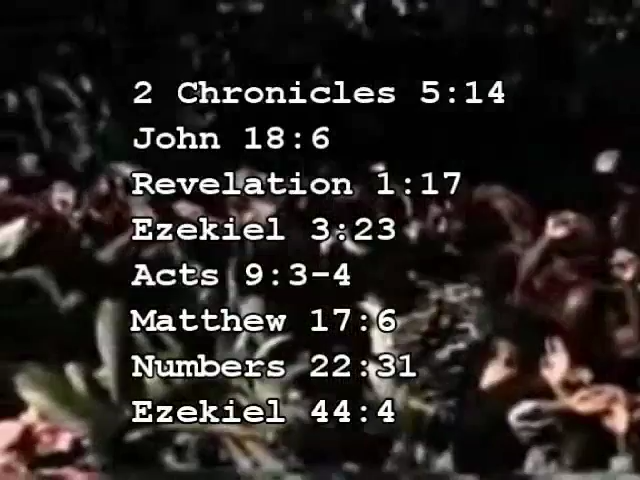 2 Chronicles 5:14
John 18:6
Revelation 1:17
Ezekiel 3:23
Acts 9:3-4
Matthew 17:6
Numbers 22:31
Ezekiel 44:4